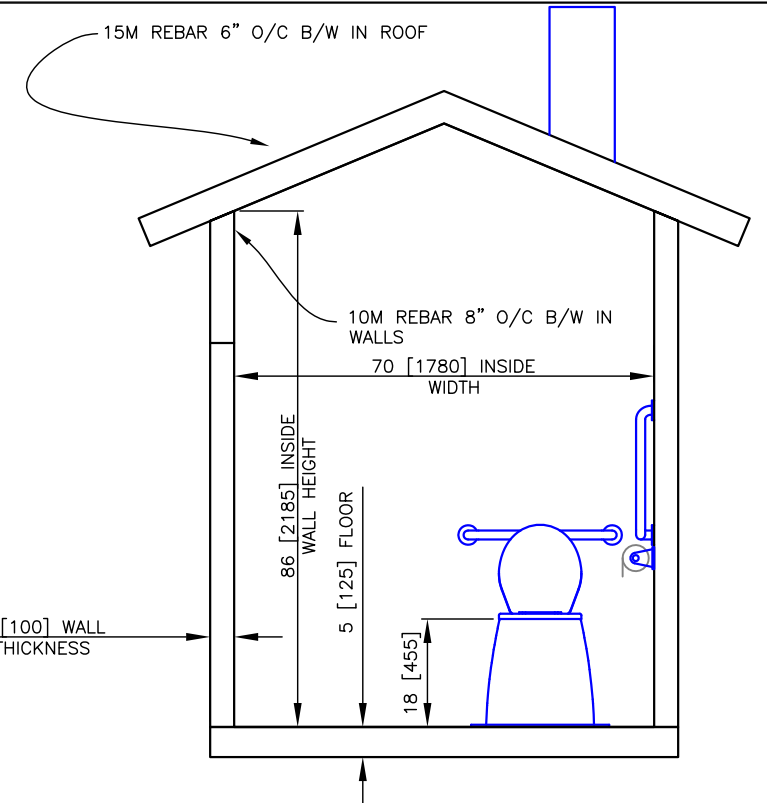 15M REBAR 6” O/C B/W IN ROOF
10M REBAR 8” O/C B/W IN
WALLS
70 [1780] INSIDE
WIDTH
86 [2185] INSIDE
WALL HEIGHT
5 [125] FLOOR
18 [455]
[100] WALL
THICKNESS